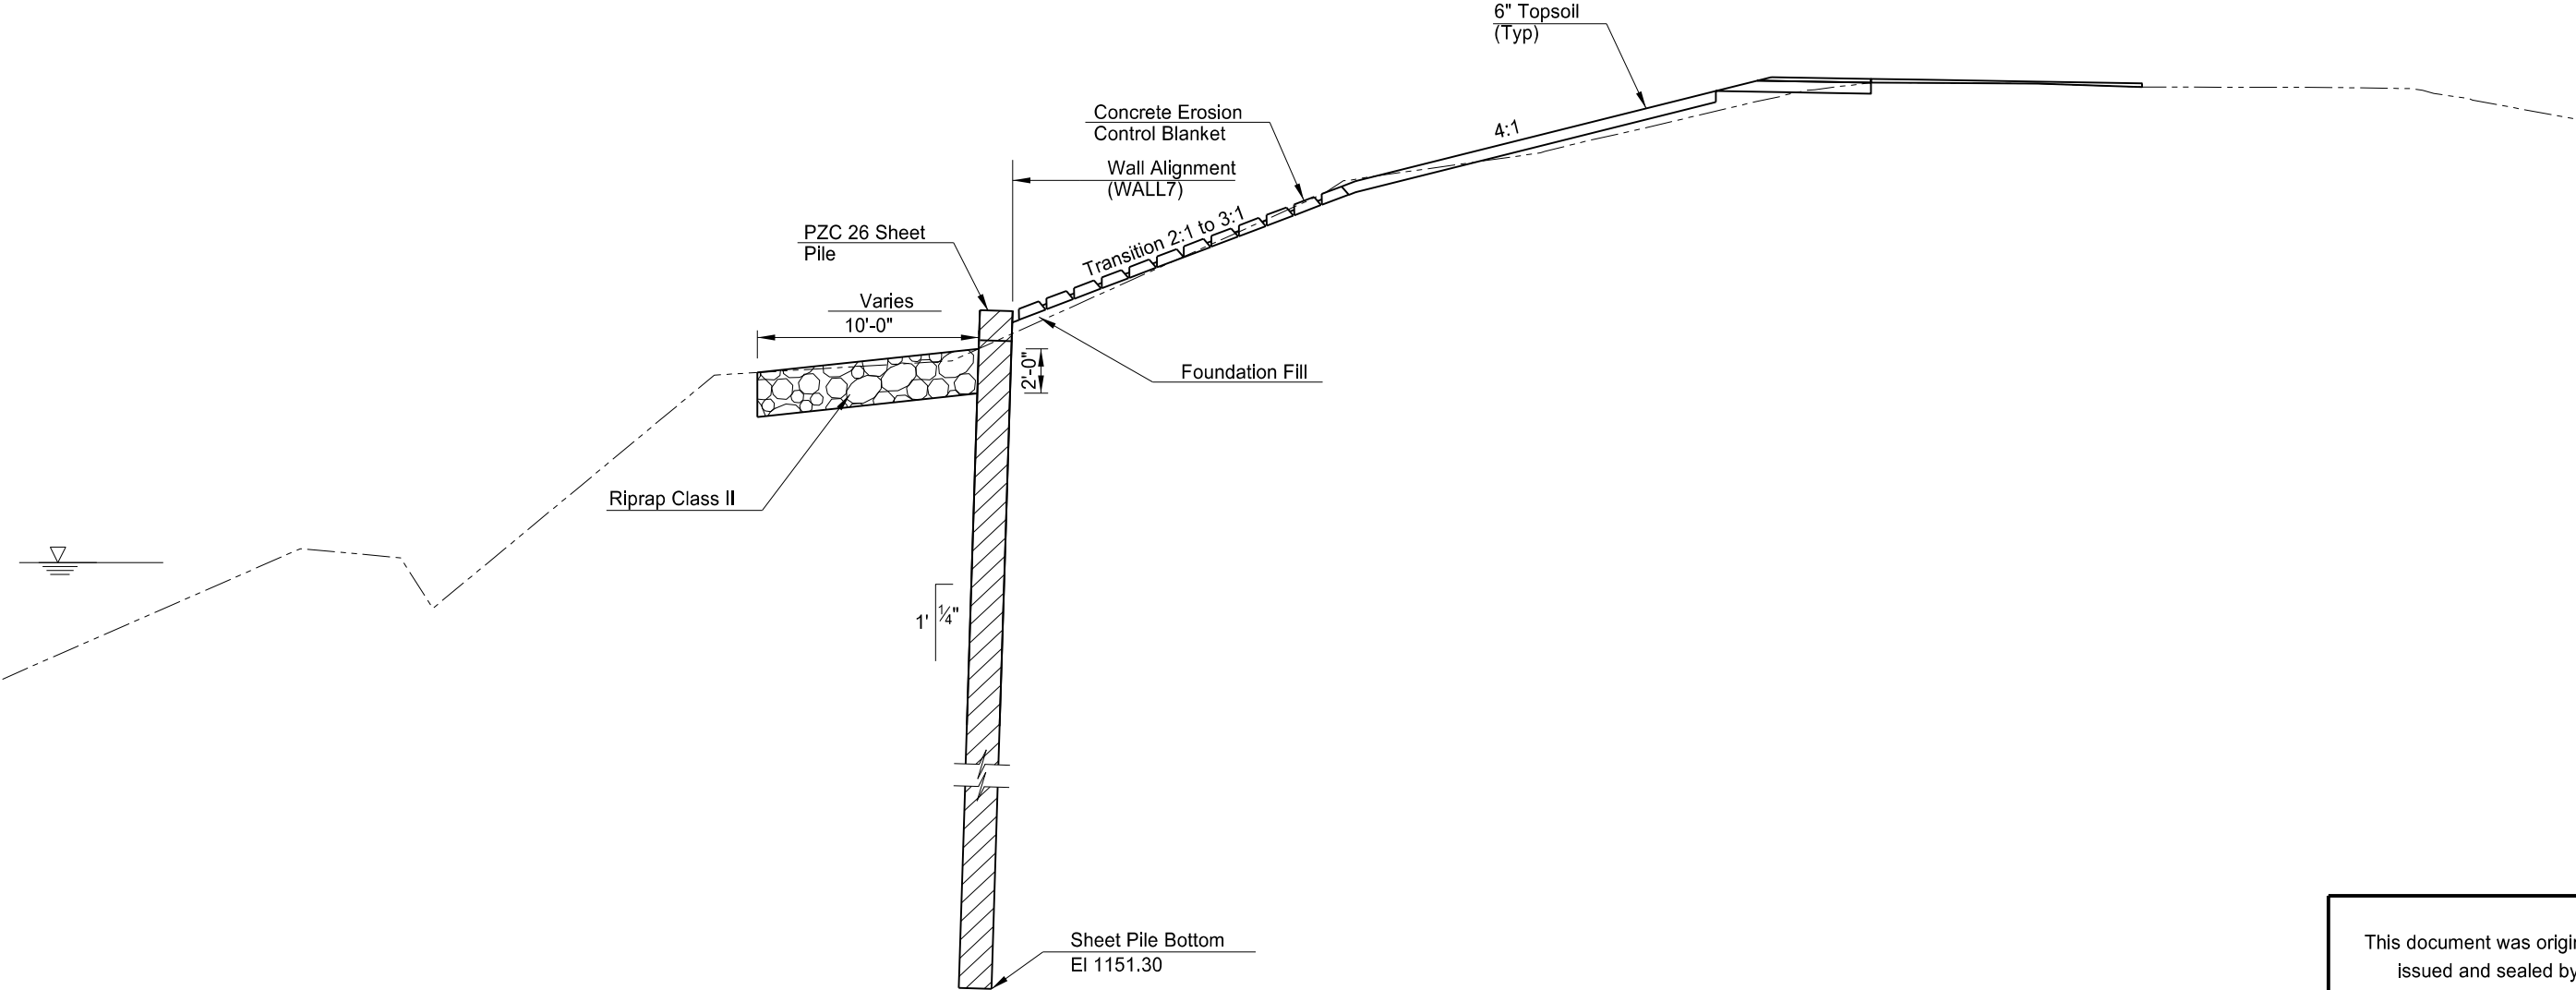 6" Topsoil
(Typ)
Concrete Erosion
Control Blanket
4:1
Wall Alignment
(WALL7)
Transition 2:1 to 3:1
PZC 26 Sheet
Pile
Varies
10'-0"
2'-0"
Foundation Fill
Riprap Class II
1' ¼"
Sheet Pile Bottom
El 1151.30
This document was
issued and sealed by